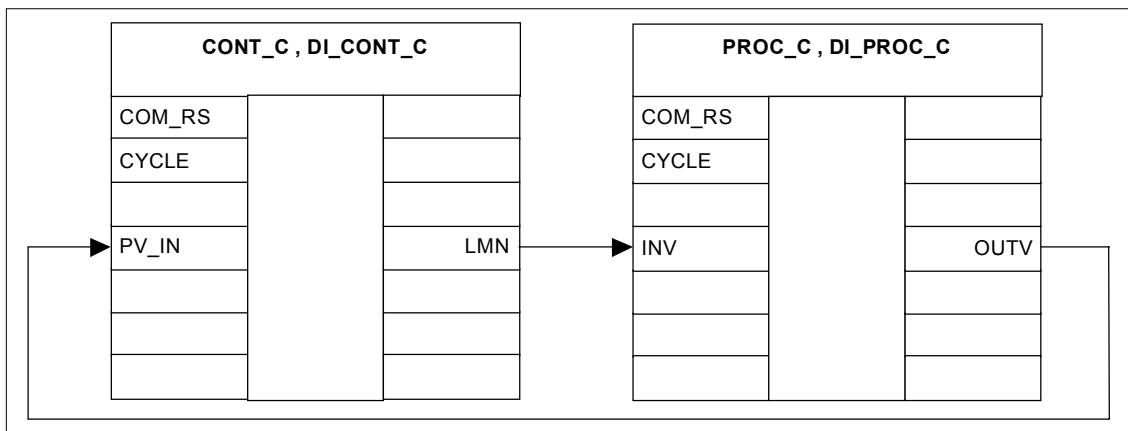 CONT_C , DI_CONT_C
COM_RS
CYCLE
PV_IN
LMN
PROC_C , DI_PROC_C
COM_RS
CYCLE
INV
OUTV